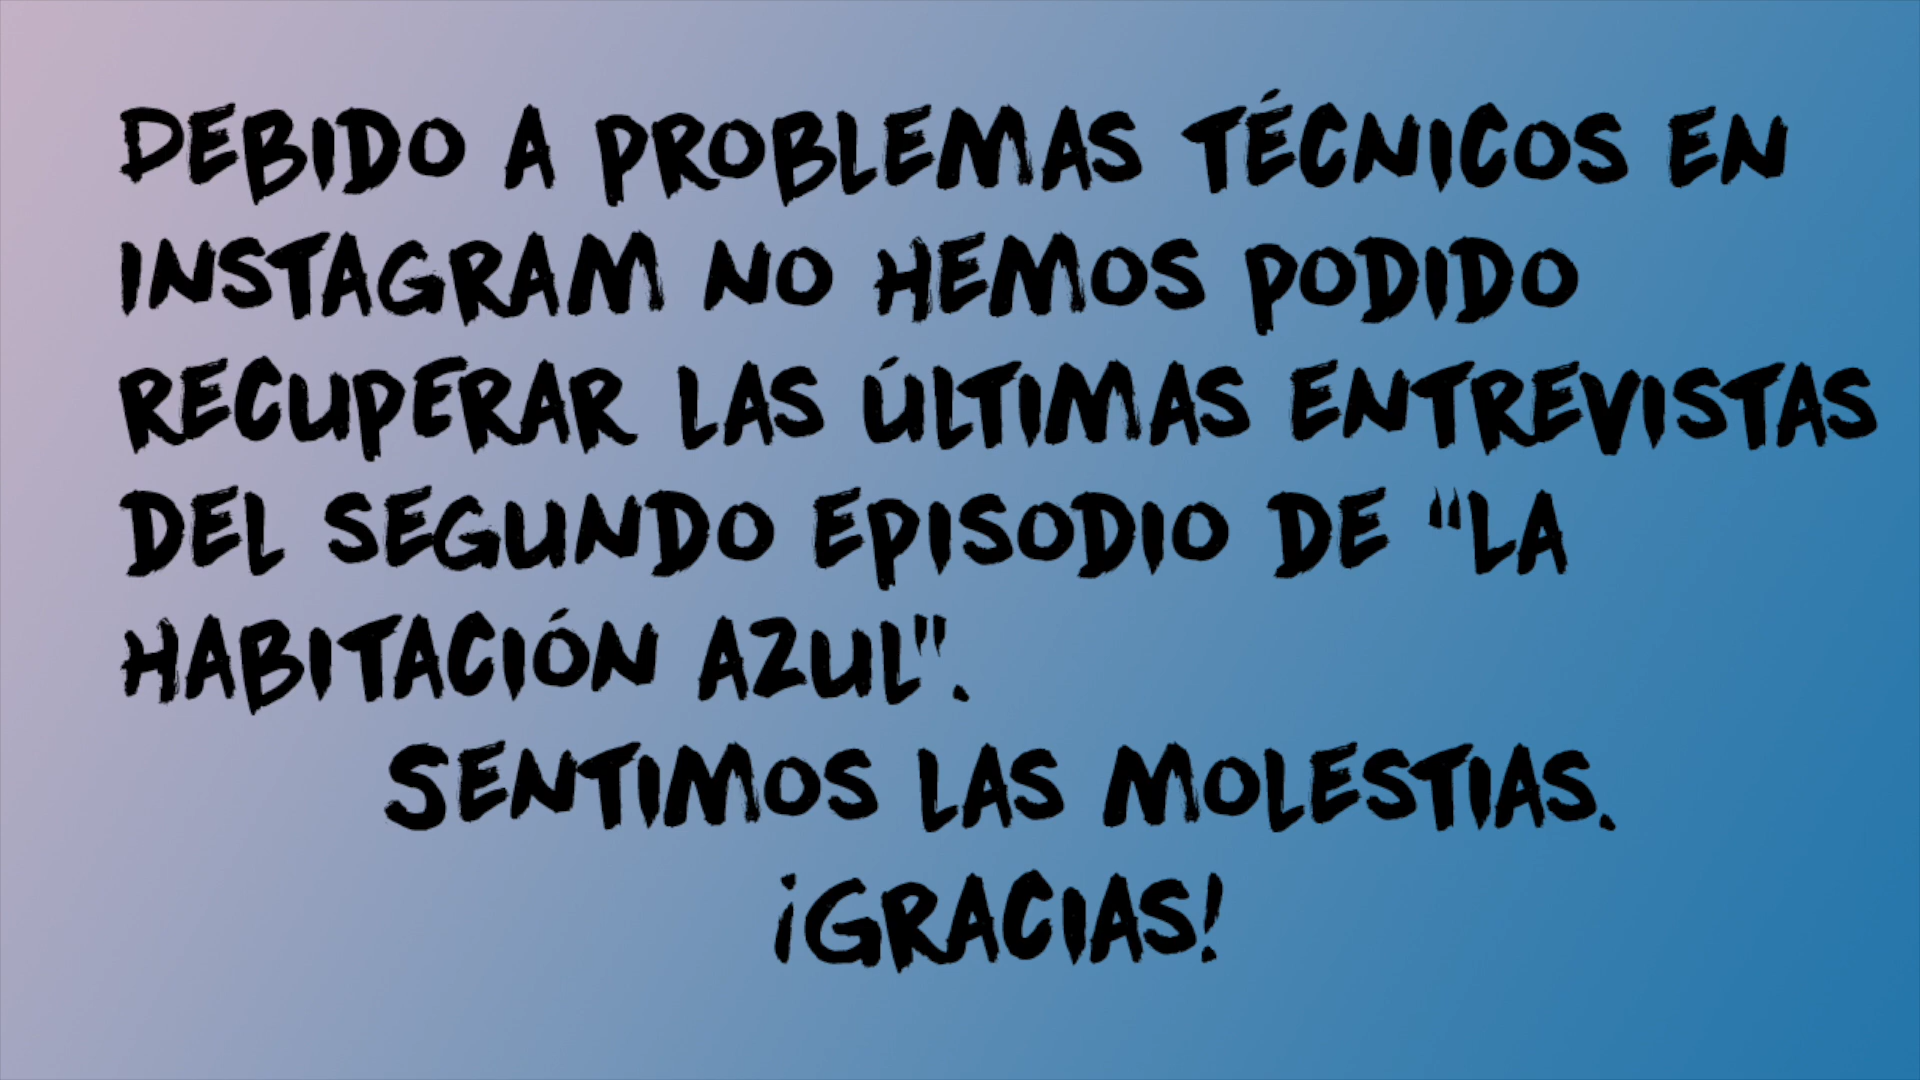 DEBIDO A PROBLEMAS TÉCNICOS EN
INSTAGRAM NO HEMOS PODIDO
RECUPERAR LAS ÚLTIMAS ENTREVISTAS
DEL SEGUNDO EPISODIO DE "LA
HABITACIÓN AZUL".
SENTIMOS LAS MOLESTIAS.
¡GRACIAS!